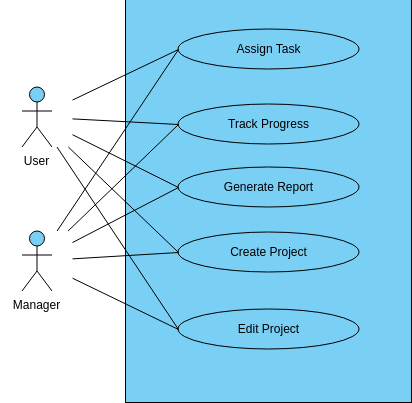 Assign Task
Track Progress
User
Generate Report
Create Project
Manager
Edit Project